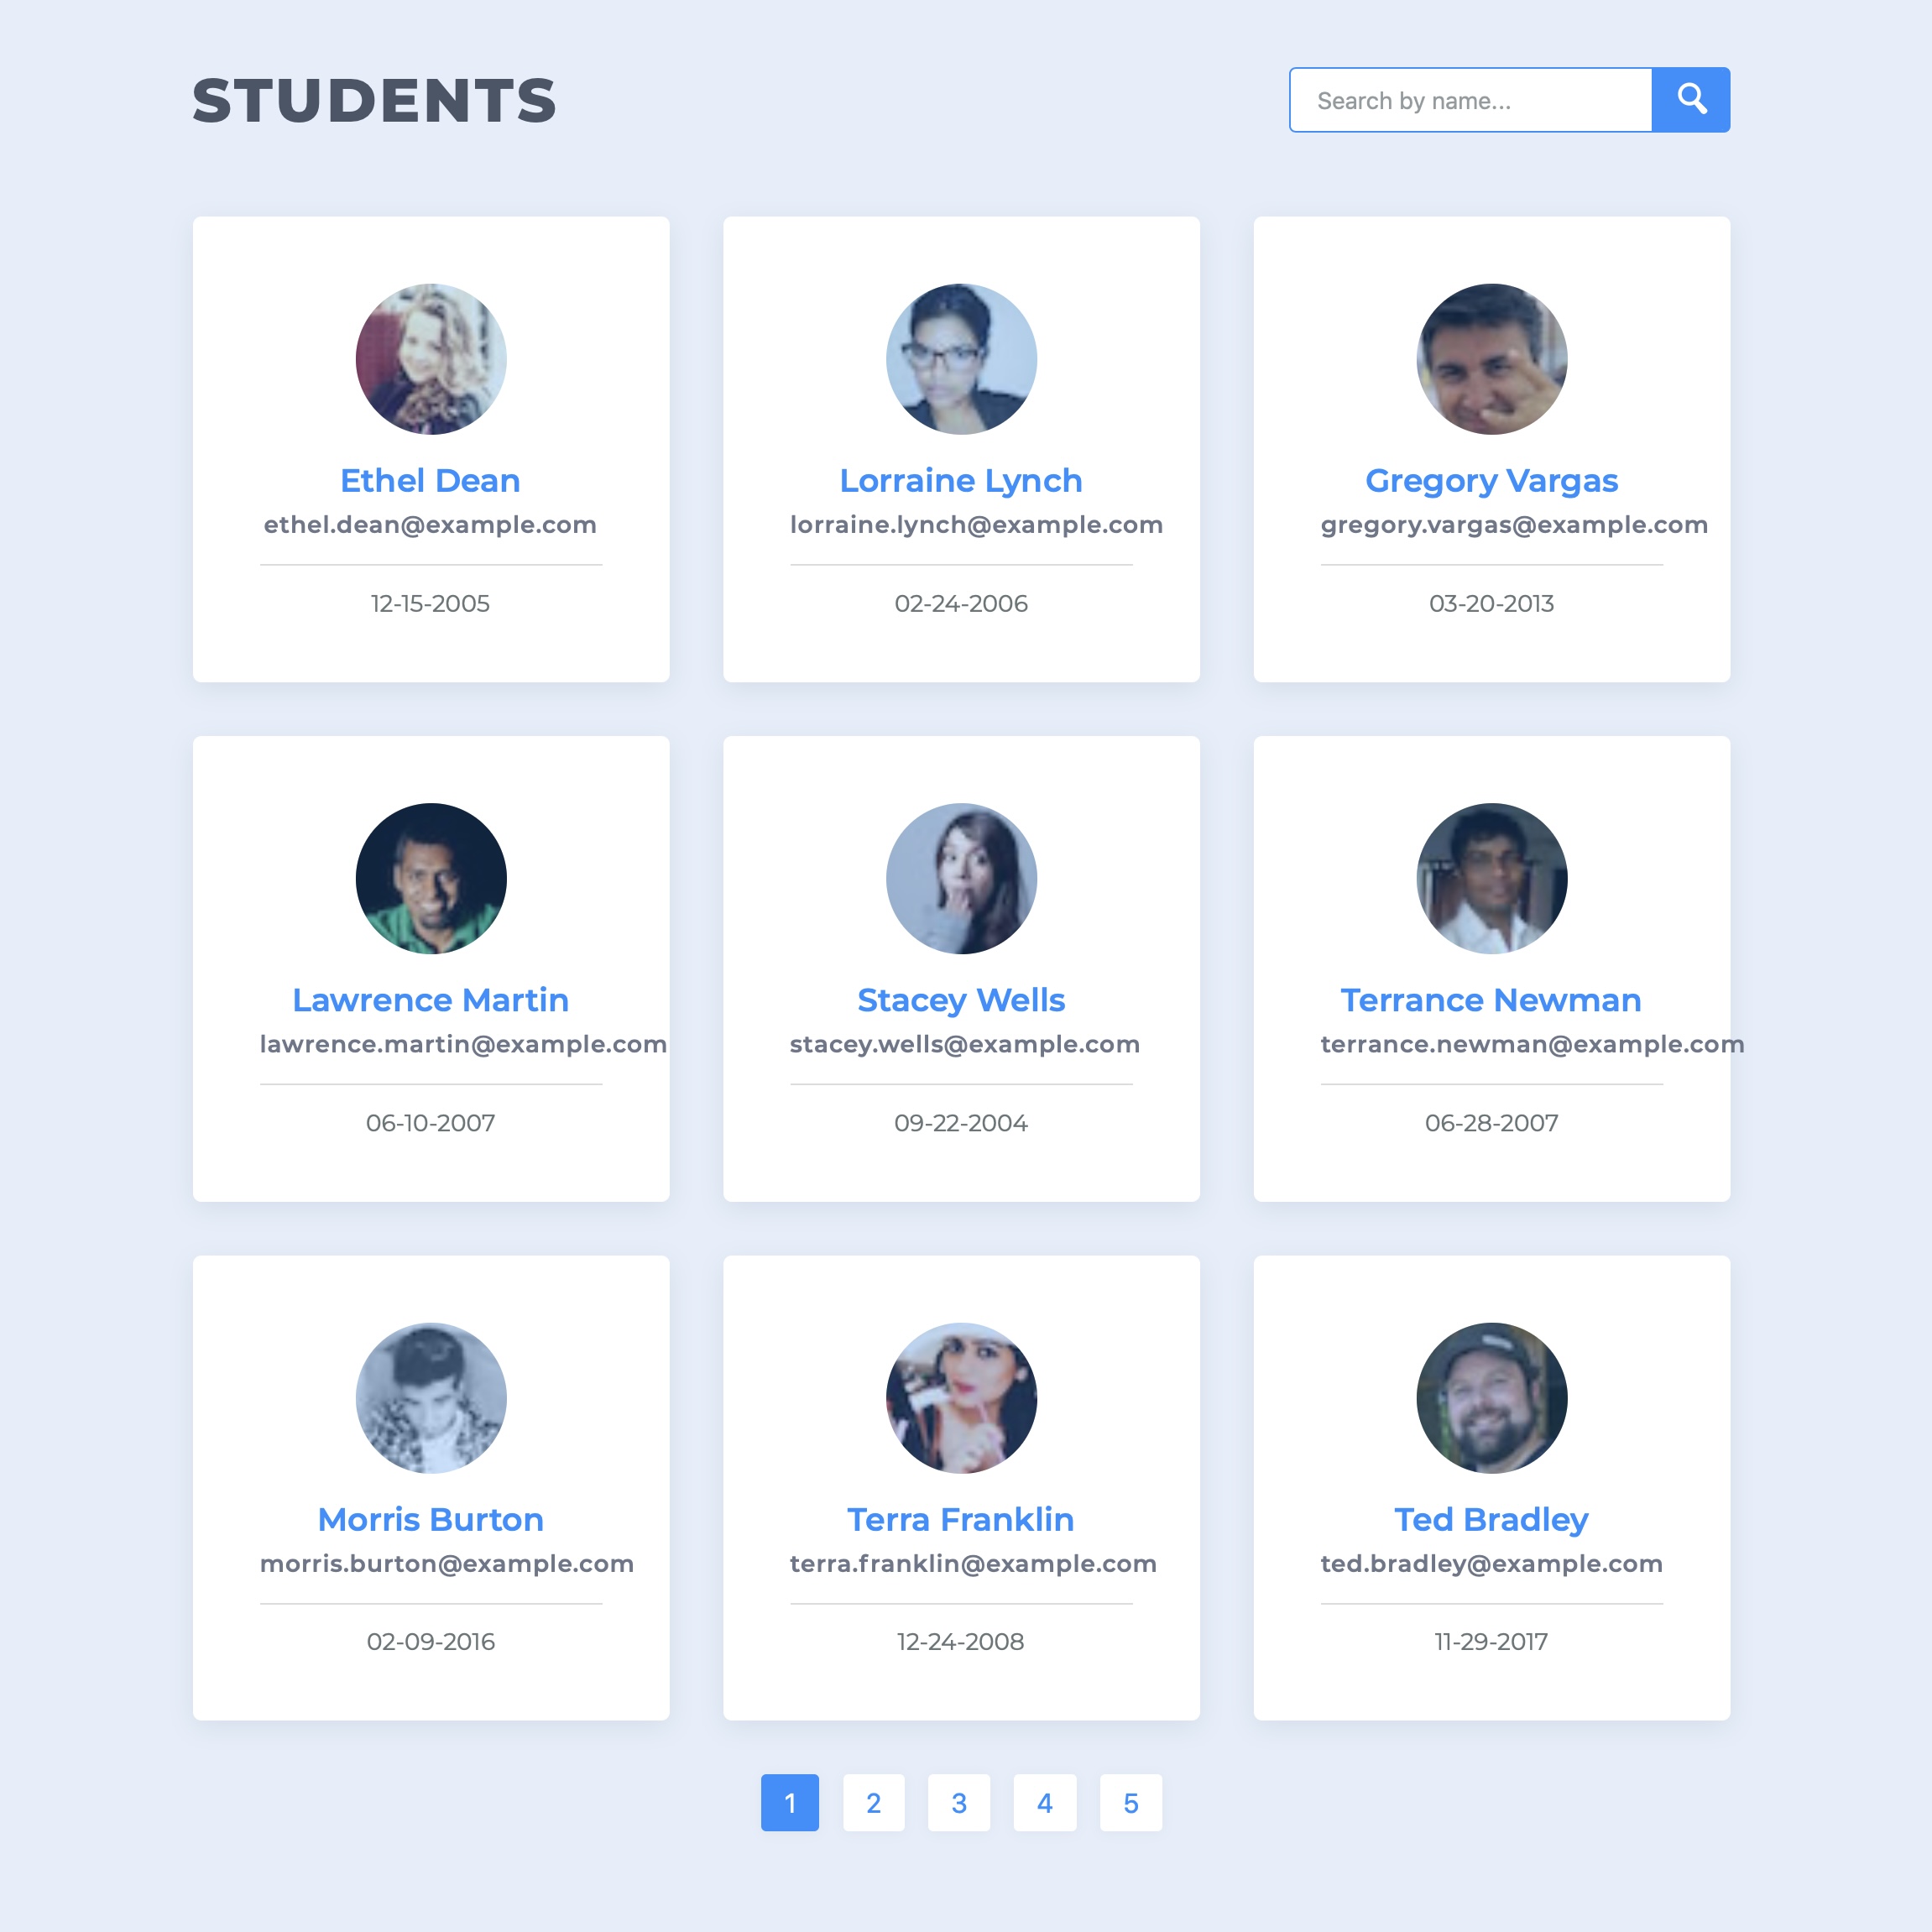 STUDENTS
Search by name...
Ethel Dean
ethel.dean@example.com
12-15-2005
Lorraine Lynch
lorraine.lynch@example.com
02-24-2006
Gregory Vargas
gregory.vargas@example.com
03-20-2013
Lawrence Martin
lawrence.martin@example.com
06-10-2007
Stacey Wells
stacey.wells@example.com
09-22-2004
Terrance Newman
terrance.newman@example.com
06-28-2007
Morris Burton
morris.burton@example.com
02-09-2016
Terra Franklin
terra.franklin@example.com
12-24-2008
Ted Bradley
ted.bradley@example.com
11-29-2017
1 2 3 4 5